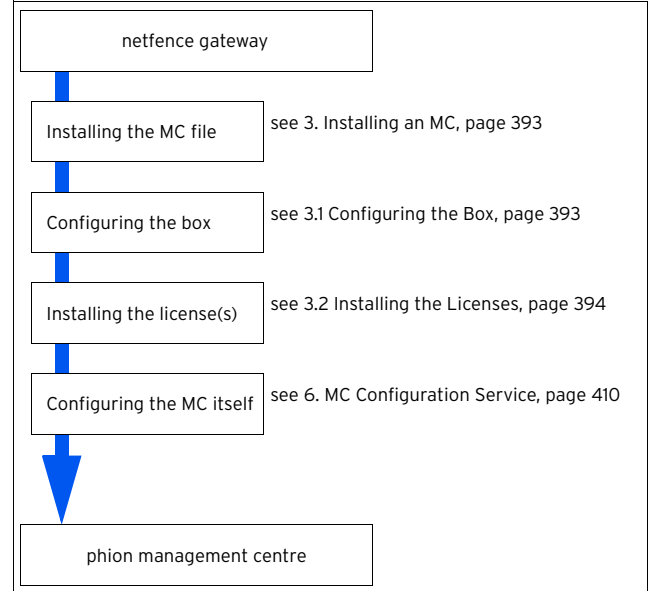 netfence gateway
Installing the MC file
see 3. Installing an MC, page 393
Configuring the box
see 3.1 Configuring the Box, page 393
Installing the license(s)
see 3.2 Installing the Licenses, page 394
Configuring the MC itself
see 6. MC Configuration Service, page 410
phion management centre